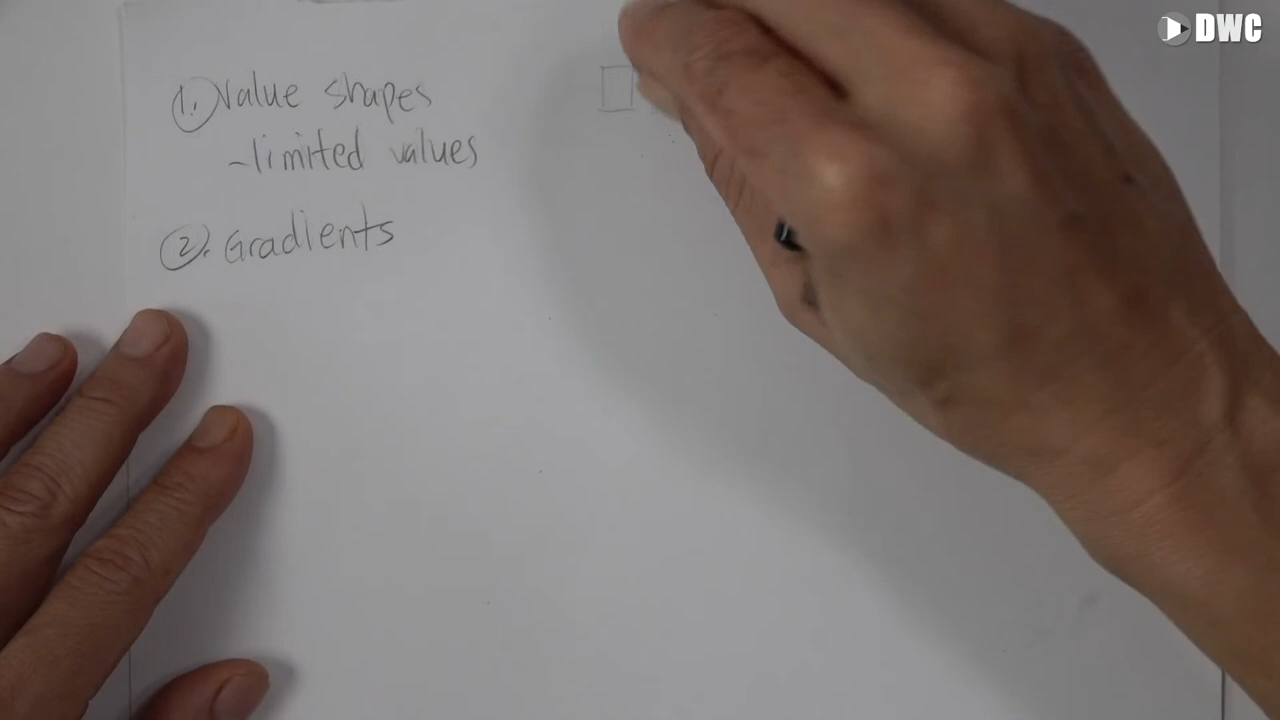 1. Value shapes
- limited values
2. Gradients
DWC